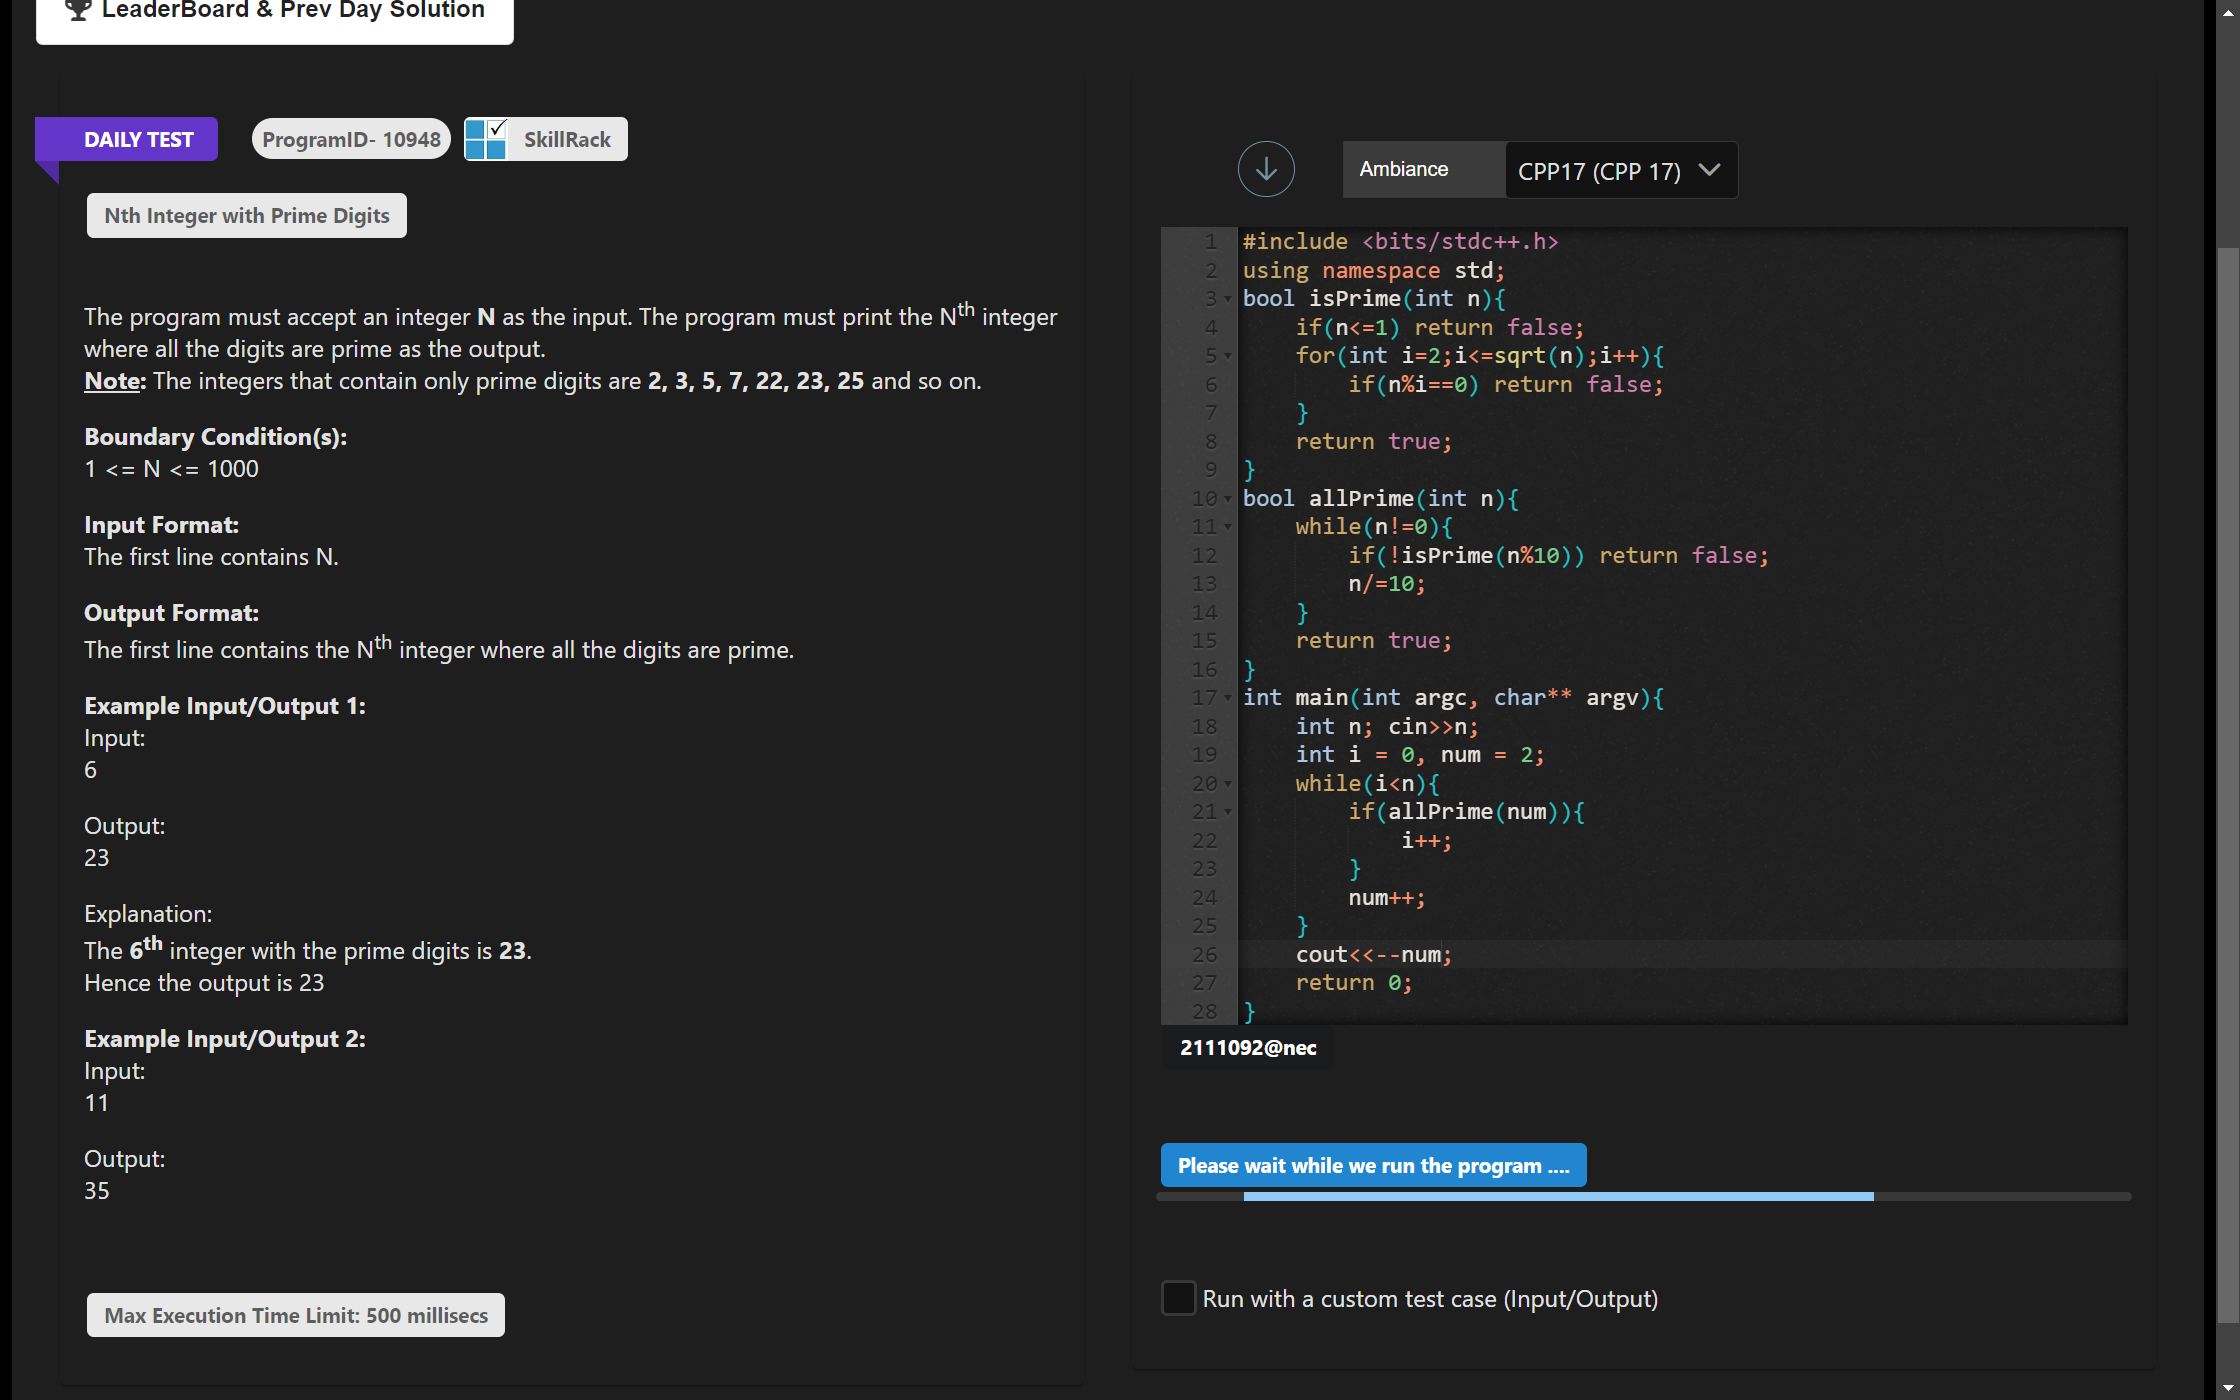 LeaderBoard & Prev Day Solution
DAILY TEST
ProgramID- 10948
SkillRack
Nth Integer with Prime Digits
The program must accept an integer N as the input. The program must print the Nth integer
where all the digits are prime as the output.
Note: The integers that contain only prime digits are 2, 3, 5, 7, 22, 23, 25 and so on.
Boundary Condition(s):
1 <= N <= 1000
Input Format:
The first line contains N.
Output Format:
The first line contains the Nth integer where all the digits are prime.
Example Input/Output 1:
Input:
6
Output:
23
Explanation:
The 6th integer with the prime digits is 23.
Hence the output is 23
Example Input/Output 2:
Input:
11
Output:
35
Max Execution Time Limit: 500 millisecs
Ambiance
CPP17 (CPP 17)
1 #include <bits/stdc++.h>
2 using namespace std;
3 bool isPrime(int n){
4     if(n<=1) return false;
5     for(int i=2;i<=sqrt(n);i++){
6         if(n%i==0) return false;
7     }
8     return true;
9 }
10 bool allPrime(int n){
11     while(n!=0){
12         if(!isPrime(n%10)) return false;
13         n/=10;
14     }
15     return true;
16 }
17 int main(int argc, char** argv){
18     int n; cin>>n;
19     int i = 0, num = 2;
20     while(i<n){
21         if(allPrime(num)){
22             i++;
23         }
24         num++;
25     }
26     cout<<--num;
27     return 0;
28 }
2111092@nec
Please wait while we run the program ....
Run with a custom test case (Input/Output)